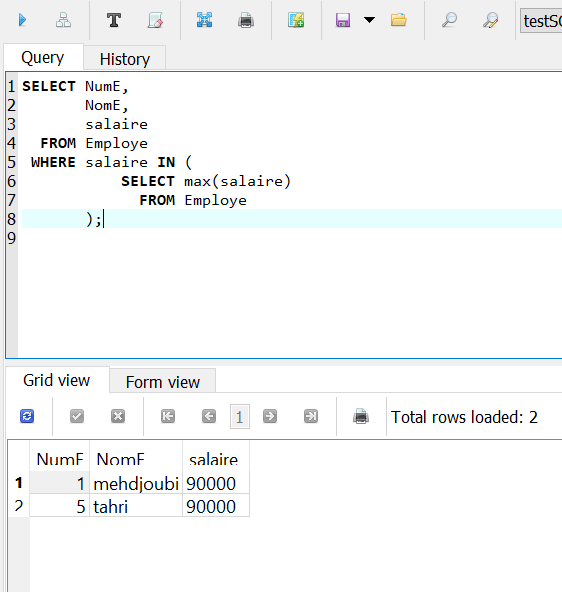 testSC
Query History
1 SELECT NumE,
2 NomE,
3 salaire
4 FROM Employe
5 WHERE salaire IN (
6 SELECT max(salaire)
7 FROM Employe
8 );
9
Grid view Form view
1 Total rows loaded: 2
NumE NomE salaire
1 1 mehdjoubi 90000
2 5 tahri 90000